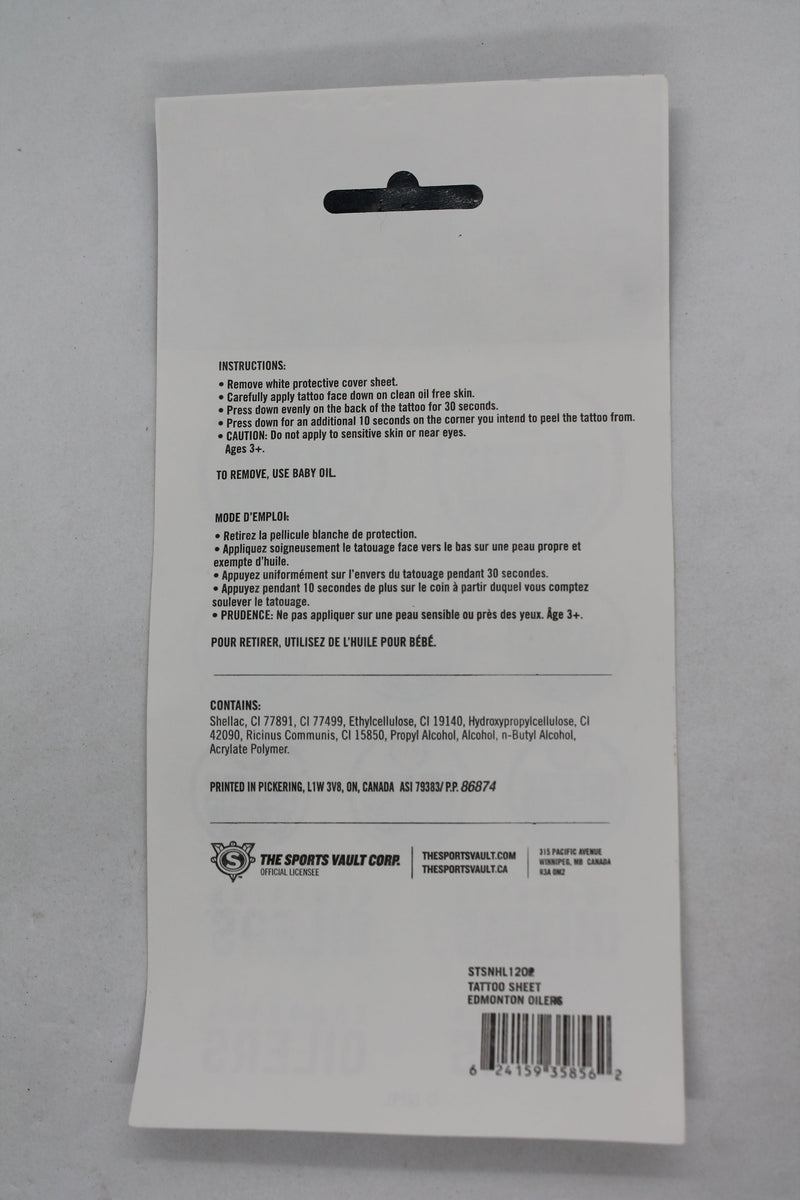 INSTRUCTIONS:
• Remove white protective cover sheet.
• Carefully apply tattoo face down on clean oil free skin.
• Press down evenly on the back of the tattoo for 30 seconds.
• Press down for an additional 10 seconds on the corner you intend to peel the tattoo from.
• CAUTION: Do not apply to sensitive skin or near eyes.
Ages 3+.
TO REMOVE, USE BABY OIL.
MODE D'EMPLOI:
• Retirez la pellicule blanche de protection.
• Appliquez soigneusement le tatouage face vers le bas sur une peau propre et
exempte d'huile.
• Appuyez uniformément sur l'envers du tatouage pendant 30 secondes.
• Appuyez pendant 10 secondes de plus sur le coin à partir duquel vous comptez
soulever le tatouage.
• PRUDENCE: Ne pas appliquer sur une peau sensible ou près des yeux. Âge 3+.
POUR RETIRER, UTILISEZ DE L'HUILE POUR BÉBÉ.
CONTAINS:
Shellac, CI 77891, CI 77499, Ethylcellulose, CI 19140, Hydroxypropylcellulose, CI
42090, Ricinus Communis, CI 15850, Propyl Alcohol, Alcohol, n-Butyl Alcohol,
Acrylate Polymer.
PRINTED IN PICKERING, L1W 3V8, ON, CANADA ASI 79383/ P.P. 86874
S THE SPORTS VAULT CORP.
OFFICIAL LICENSEE
THESPORTSVAULT.COM
THESPORTSVAULT.CA
315 PACIFIC AVENUE
WINNIPEG, MB CANADA
R3A 0M2
TATTOO SHEET
EDMONTON OILERS
6 24159 35856 2